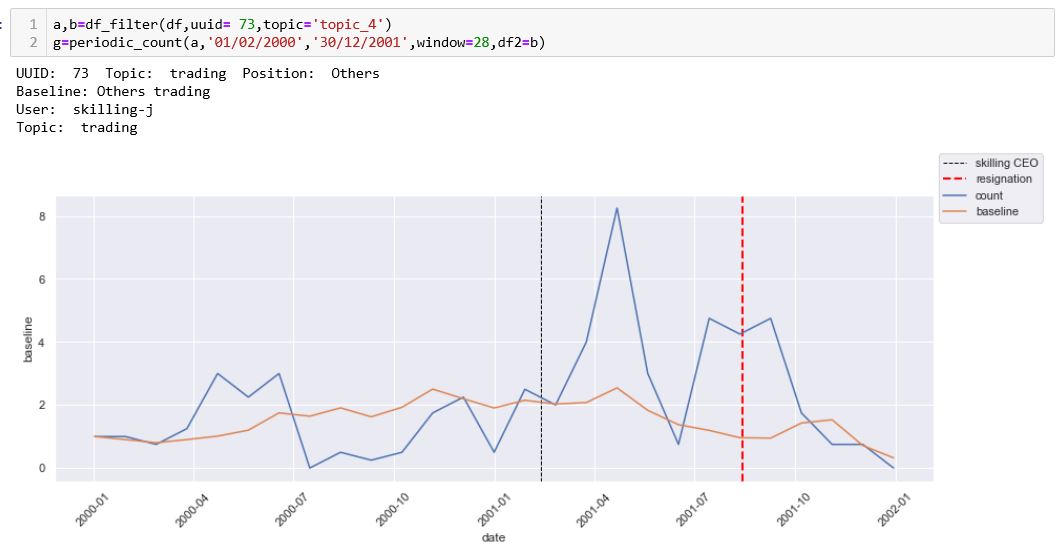 :
1 a,b=df_filter(df,uuid= 73,topic='topic_4')
2 g=periodic_count(a,'01/02/2000','30/12/2001',window=28,df2=b)
UUID:  73  Topic:  trading  Position:  Others
Baseline: Others trading
User:  skilling-j
Topic:  trading
skilling CEO
resignation
count
baseline
8
6
4
2
0
baseline
2000-01
2000-04
2000-07
2000-10
2001-01
2001-04
2001-07
2001-10
2002-01
date